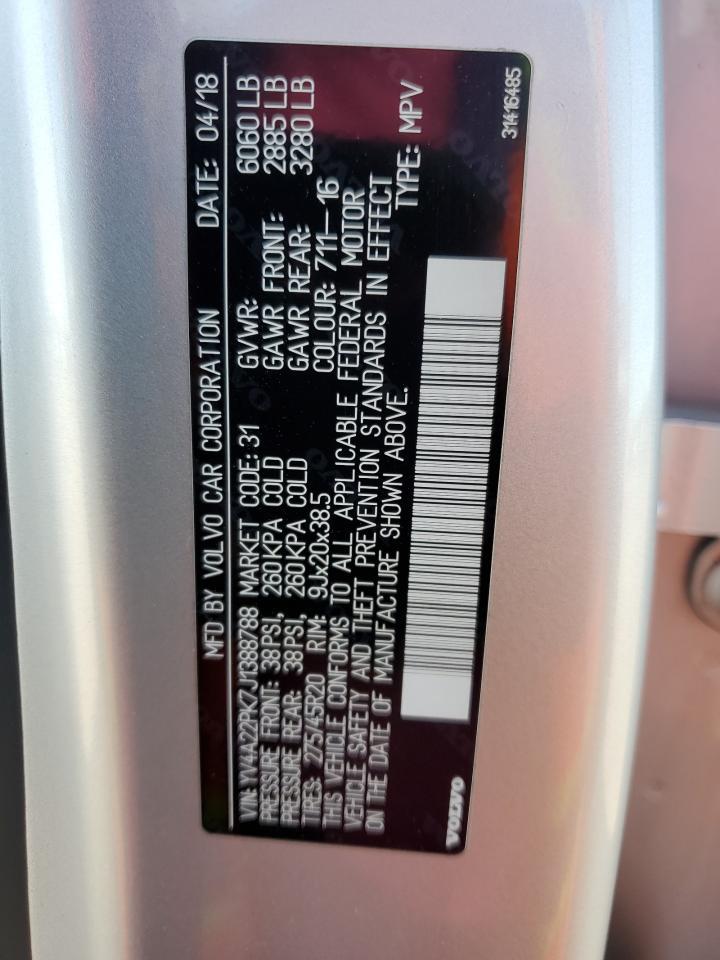 MFD BY VOLVO CAR CORPORATION DATE: 04/18
VIN: YV4A22PK7J1388788 MARKET CODE: 31 GVWR: 6060 LB
PRESSURE FRONT: 38PSI, 260KPA COLD GAWR FRONT: 2885 LB
PRESSURE REAR: 38PSI, 260KPA COLD GAWR REAR: 3280 LB
TIRES: 275/45R20 RIM: 9Jx20x38.5 COLOUR: 711—16
THIS VEHICLE CONFORMS TO ALL APPLICABLE FEDERAL MOTOR
VEHICLE SAFETY AND THEFT PREVENTION STANDARDS IN EFFECT
ON THE DATE OF MANUFACTURE SHOWN ABOVE. TYPE: MPV
VOLVO 31416485